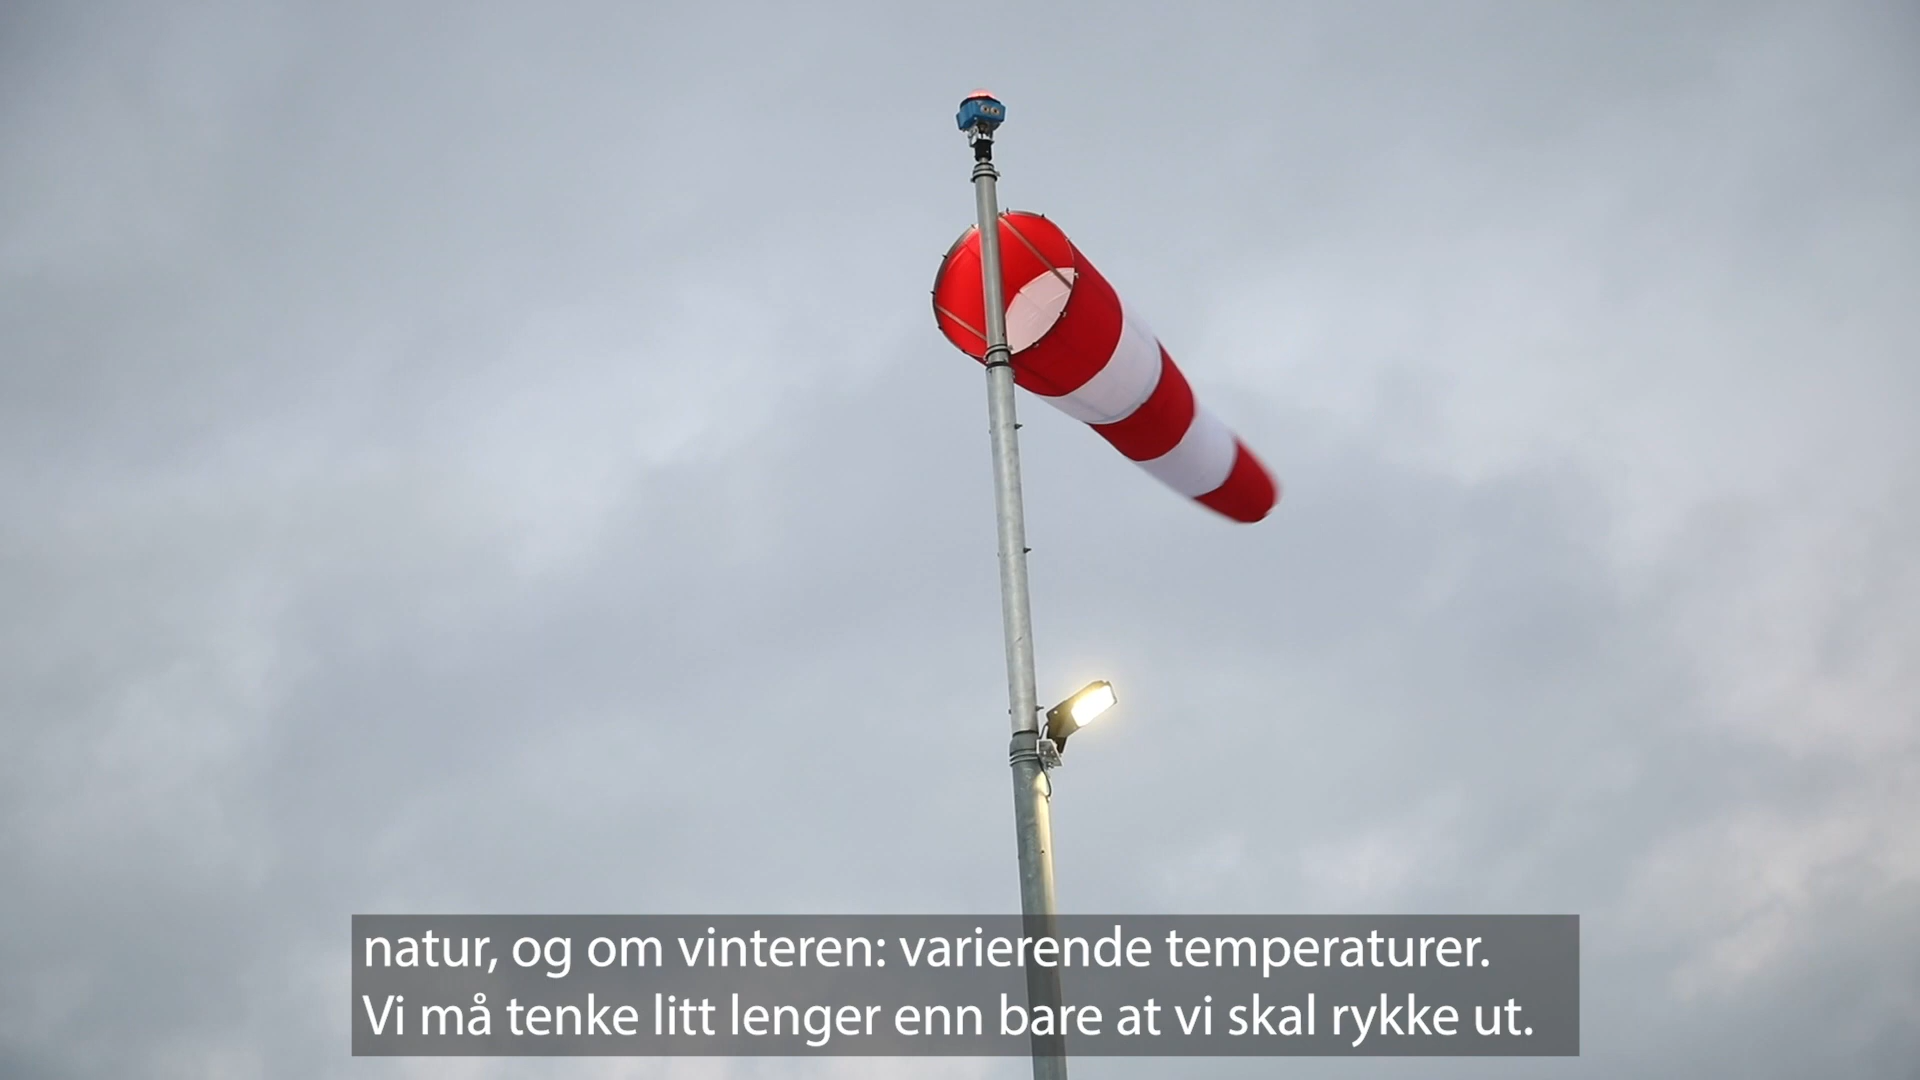 natur, og om vinteren: varierende temperaturer.
Vi må tenke litt lenger enn bare at vi skal rykke ut.